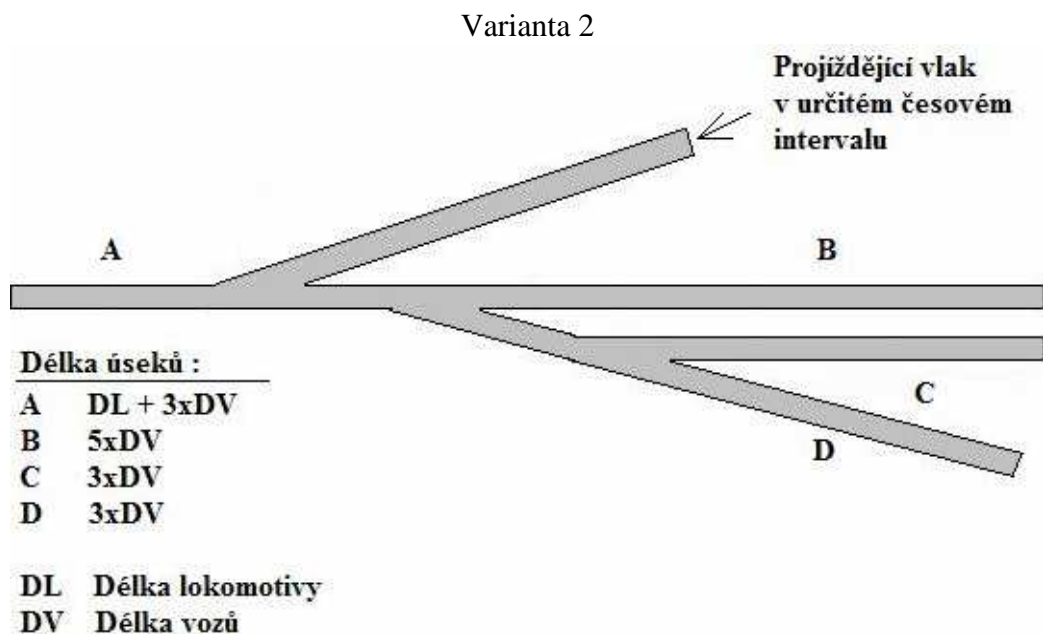 Varianta 2
Projíždějící vlak
v určitém česovém
intervalu
A
B
Délka úseků :
A DL + 3xDV
B 5xDV
C 3xDV
D 3xDV
C
D
DL Délka lokomotivy
DV Délka vozů